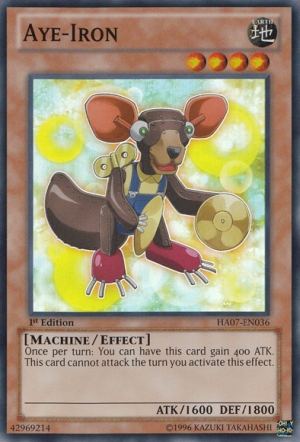 Aye-Iron
EARTH
地
1st Edition
HA07-EN036
[Machine / Effect]
Once per turn: You can have this card gain 400 ATK.
This card cannot attack the turn you activate this effect.
ATK/1600 DEF/1800
42969214
©1996 KAZUKI TAKAHASHI